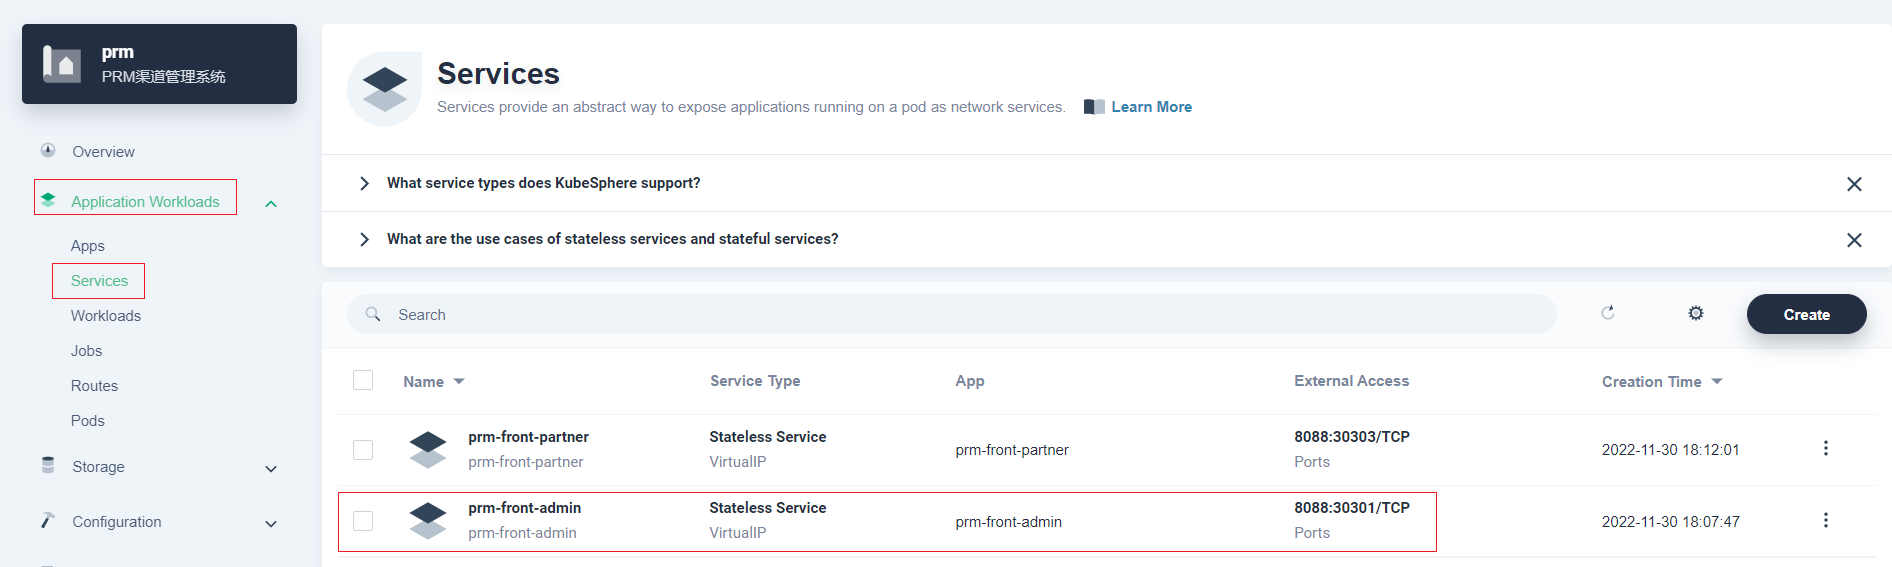 prm
PRM渠道管理系统
Overview
Application Workloads
Apps
Services
Workloads
Jobs
Routes
Pods
Storage
Configuration
Services
Services provide an abstract way to expose applications running on a pod as network services. Learn More
What service types does KubeSphere support?
What are the use cases of stateless services and stateful services?
Search
Create
Name Service Type App External Access Creation Time
prm-front-partner Stateless Service prm-front-partner 8088:30303/TCP 2022-11-30 18:12:01
prm-front-partner VirtualIP Ports
prm-front-admin Stateless Service prm-front-admin 8088:30301/TCP 2022-11-30 18:07:47
prm-front-admin VirtualIP Ports